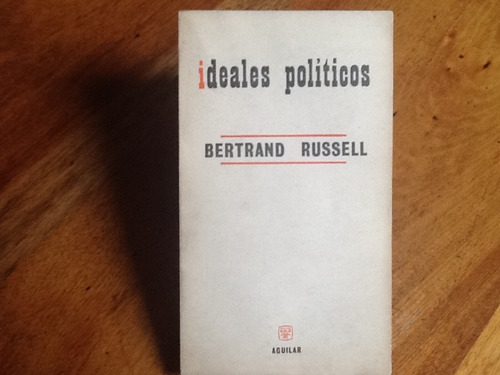 ideales políticos
BERTRAND RUSSELL
AGUILAR